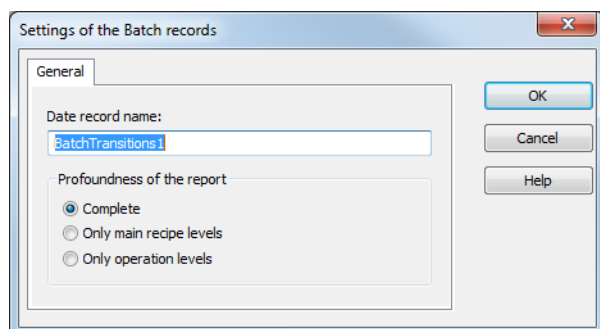 Settings of the Batch records
General
Date record name:
BatchTransitions1
Profoundness of the report
Complete
Only main recipe levels
Only operation levels
OK
Cancel
Help